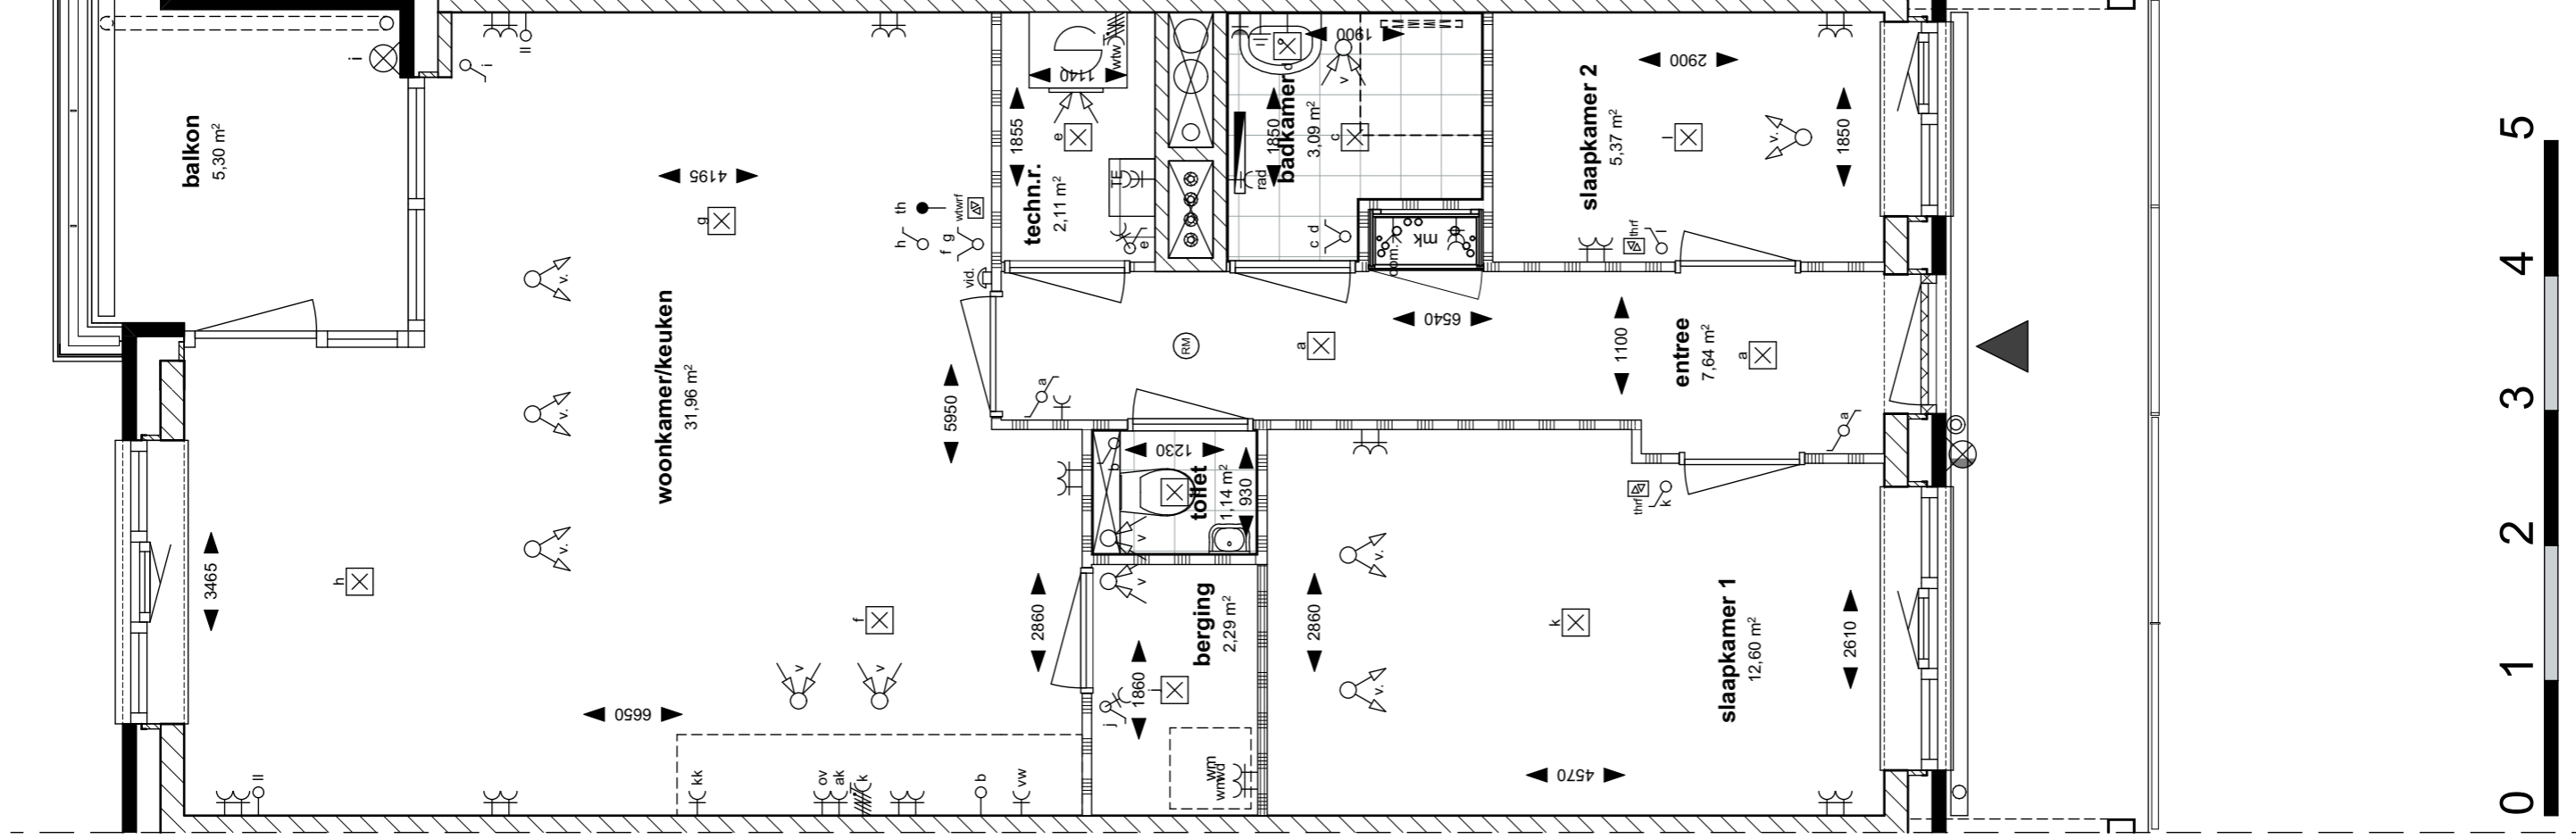 balkon
5,30 m²
i
i
II
4195
g
v.
v.
v.
woonkamer/keuken
31,96 m²
5950
3465
h
f
v
v
6650
II
kk
ov
ak
k
b
vw
th
h
wtwrf
g
f
vid.
wtw
1140
1855
e
techn.r.
2,11 m²
TE
e
1900
d
v
1850
badkamer
3,09 m²
c
rad
c d
com.
mk
slaapkamer 2
5,37 m²
2900
l
v.
1850
thrf
l
RM
a
6540
1100
entree
7,64 m²
a
a
a
b
1230
toilet
1,14 m²
930
v
v
2860
berging
2,29 m²
1860
j
j
wm
wmwd
thrf
k
v.
v.
2860
k
slaapkamer 1
12,60 m²
2610
4570
0
1
2
3
4
5